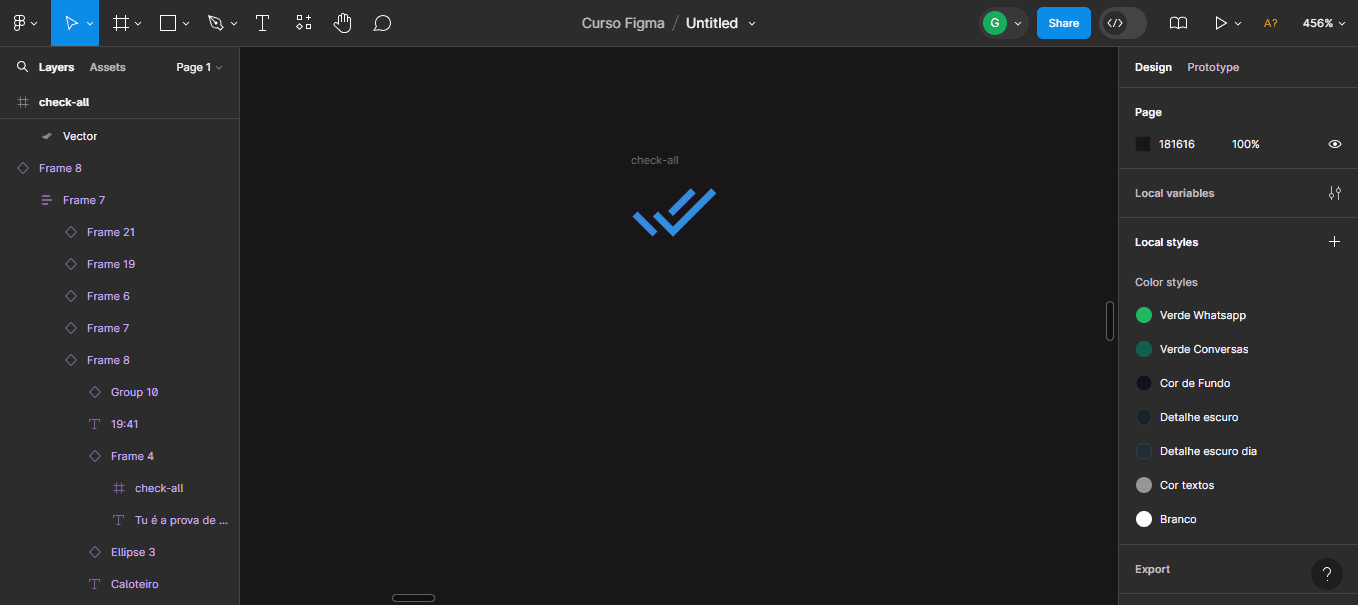 Curso Figma / Untitled
G
Share
A?
456%
Layers
Assets
Page 1
check-all
Vector
Frame 8
Frame 7
Frame 21
Frame 19
Frame 6
Frame 7
Frame 8
Group 10
19:41
Frame 4
check-all
Tu é a prova de ...
Ellipse 3
Caloteiro
check-all
Design
Prototype
Page
181616
100%
Local variables
Local styles
Color styles
Verde Whatsapp
Verde Conversas
Cor de Fundo
Detalhe escuro
Detalhe escuro dia
Cor textos
Branco
Export
?